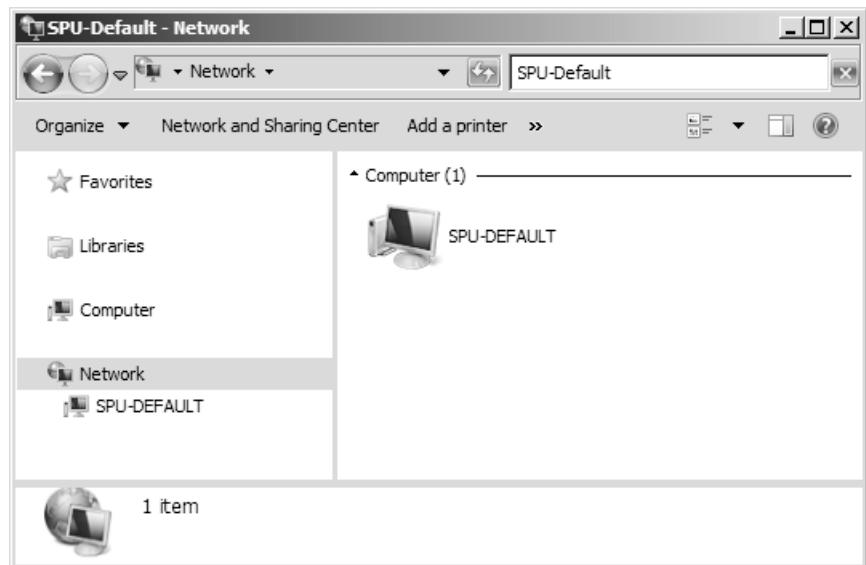 SPU-Default - Network
Network
SPU-Default
Organize Network and Sharing Center Add a printer »
Favorites
Libraries
Computer
Network
SPU-DEFAULT
Computer (1)
SPU-DEFAULT
1 item